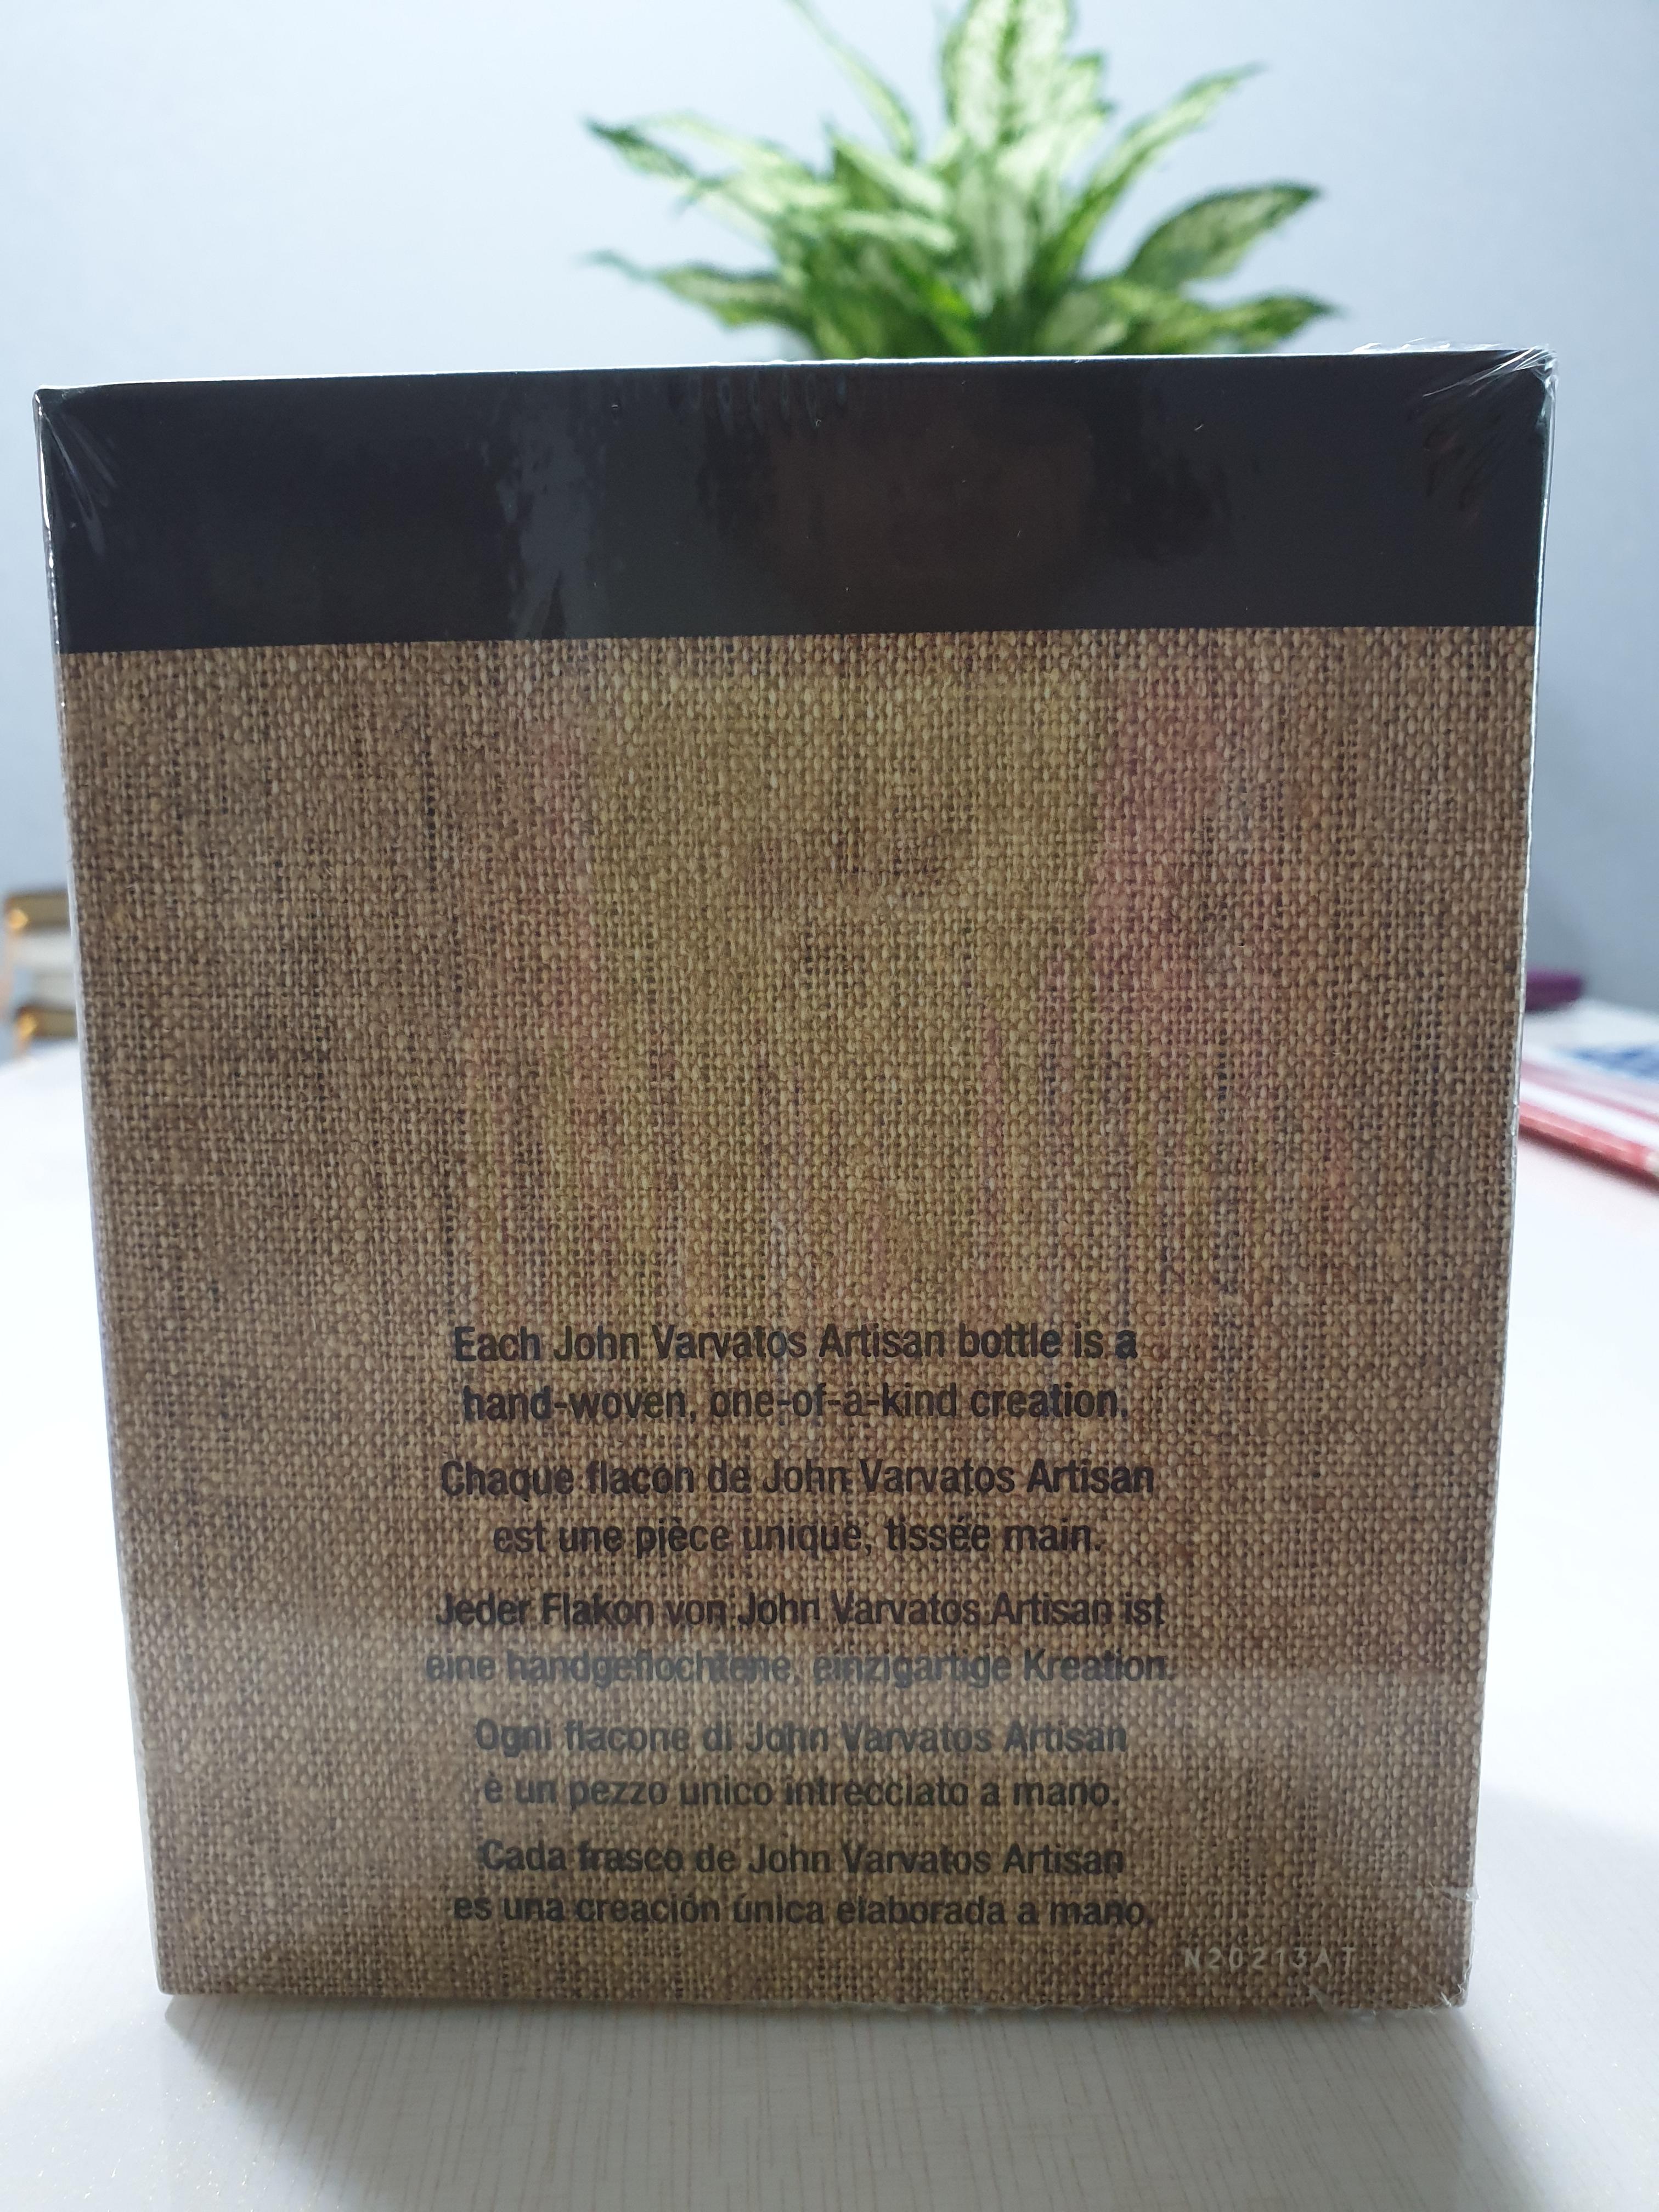 Each John Varvatos Artisan bottle is a
hand-woven, one-of-a-kind creation.
Chaque flacon de John Varvatos Artisan
est une pièce unique, tissée main.
Jeder Flakon von John Varvatos Artisan ist
eine handgeflochtene, einzigartige Kreation.
Ogni flacone di John Varvatos Artisan
è un pezzo unico intrecciato a mano.
Cada frasco de John Varvatos Artisan
es una creación única elaborada a mano.
N20213AT